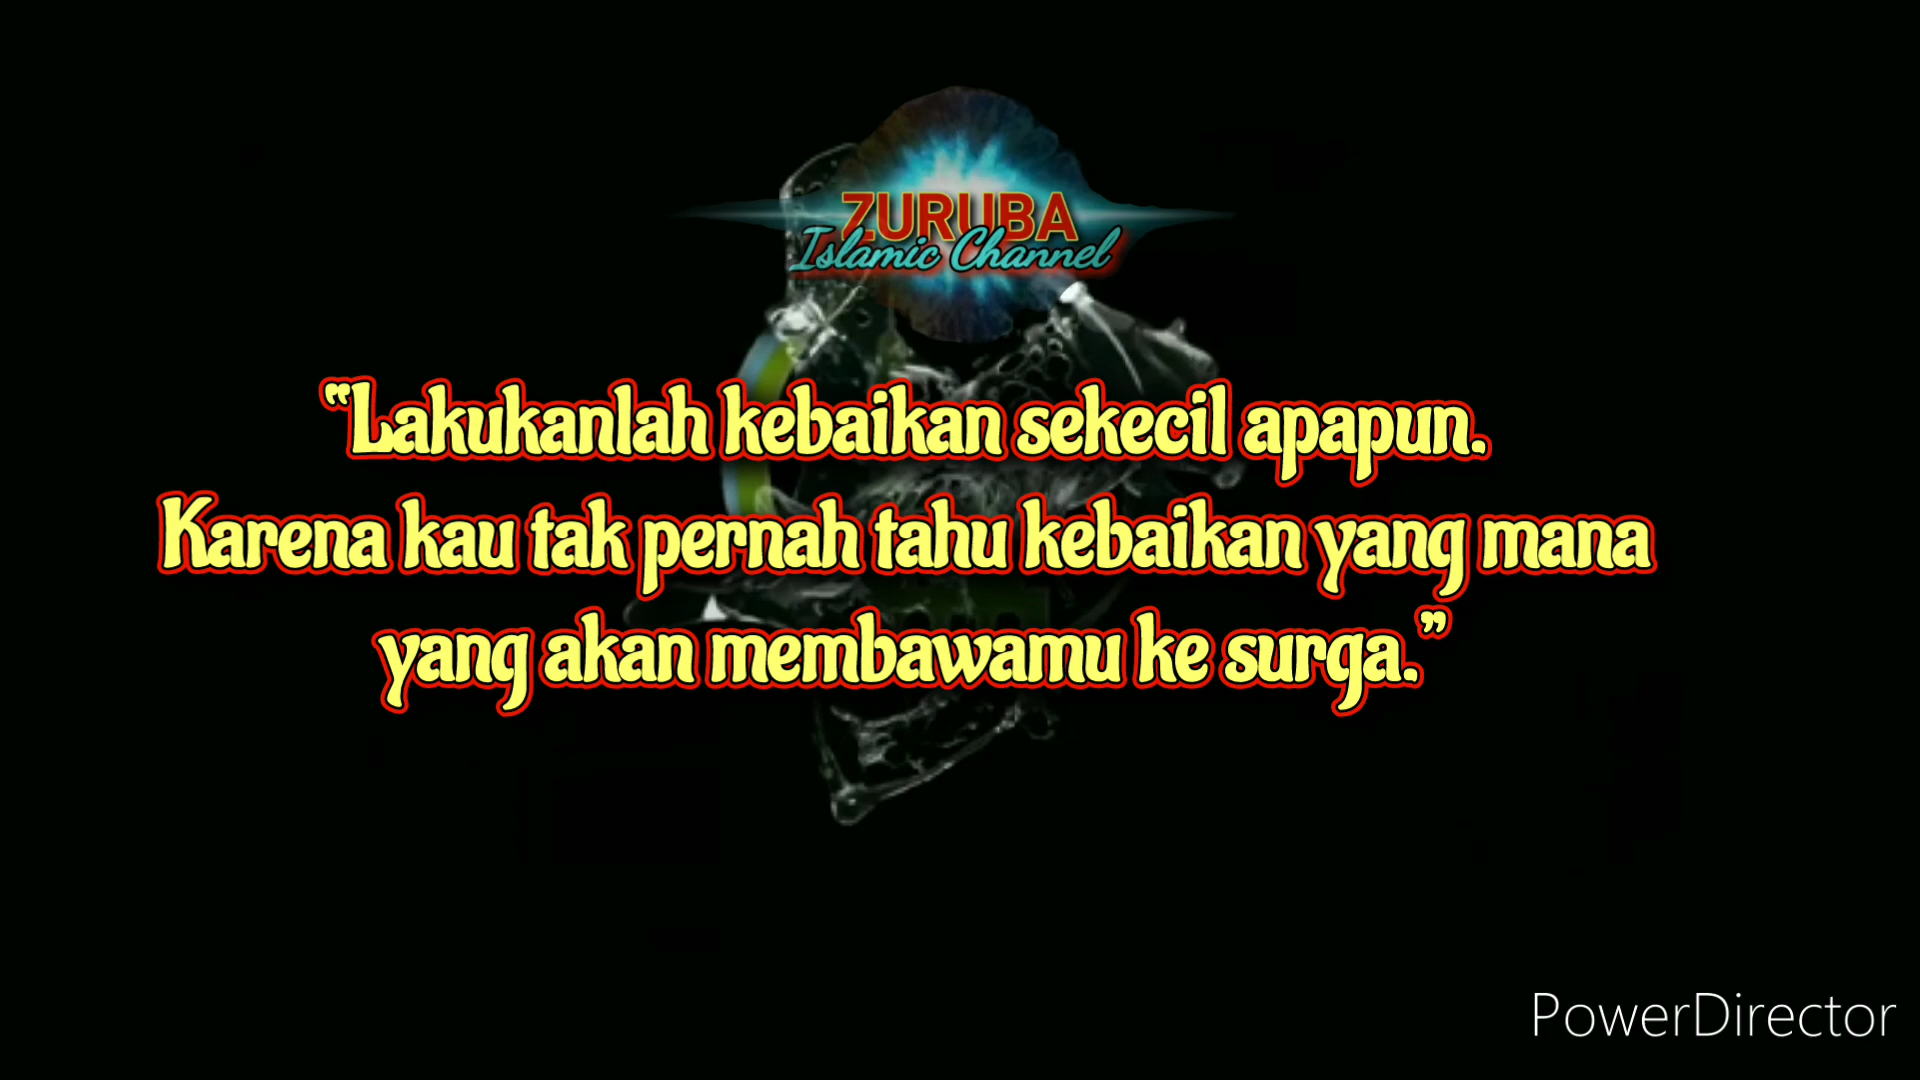 ZURUBA
Islamic Channel
“Lakukanlah kebaikan sekecil apapun.
Karena kau tak pernah tahu kebaikan yang mana
yang akan membawamu ke surga.”
PowerDirector